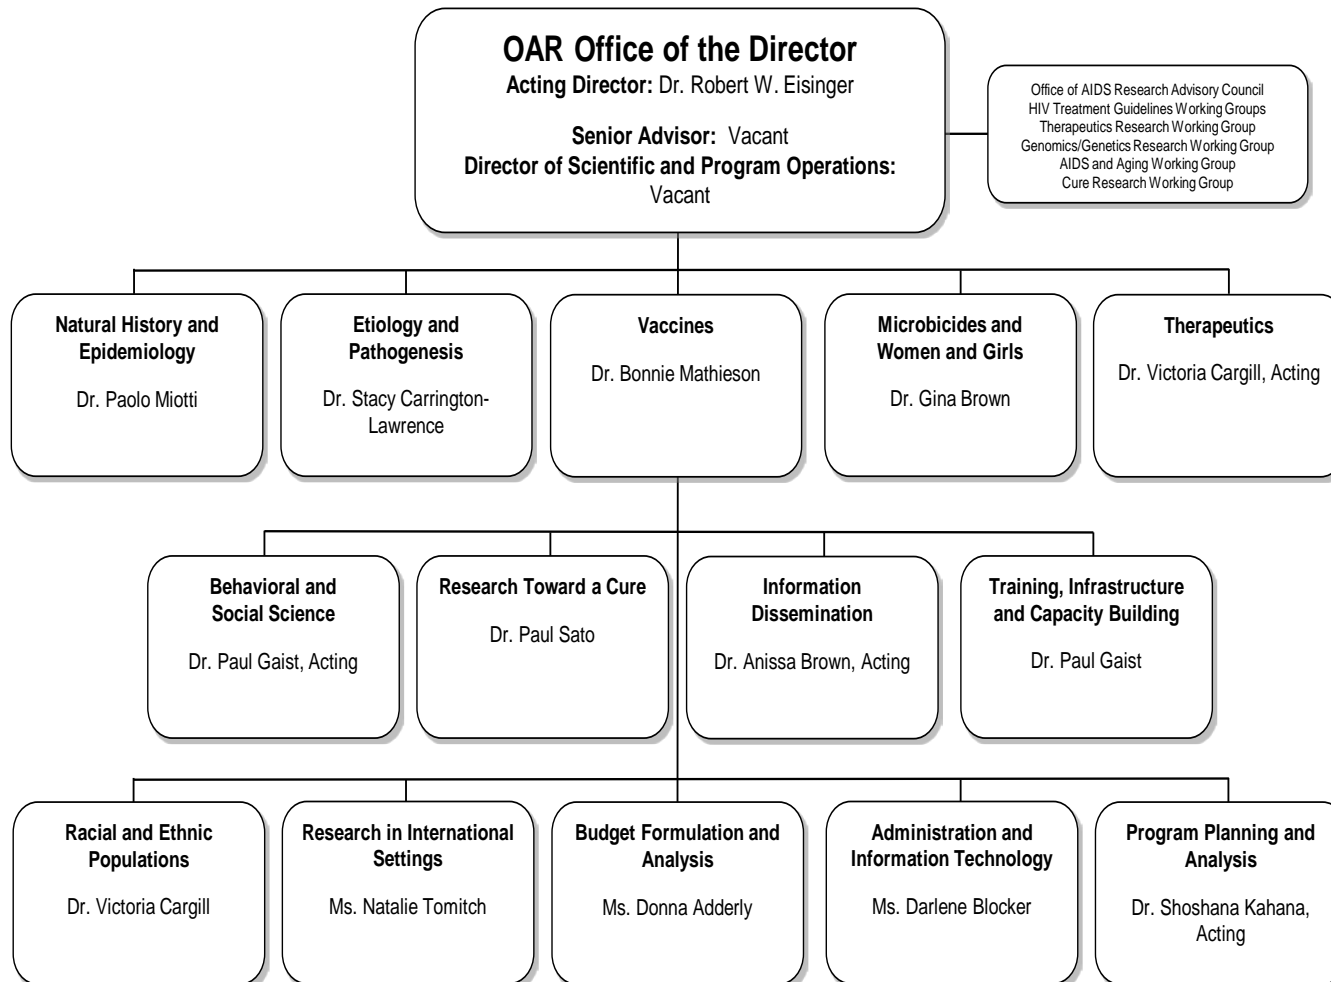 OAR Office of the Director
Acting Director: Dr. Robert W. Eisinger
Senior Advisor: Vacant
Director of Scientific and Program Operations:
Vacant
Office of AIDS Research Advisory Council
HIV Treatment Guidelines Working Groups
Therapeutics Research Working Group
Genomics/Genetics Research Working Group
AIDS and Aging Working Group
Cure Research Working Group
Natural History and
Epidemiology
Dr. Paolo Miotti
Etiology and
Pathogenesis
Dr. Stacy Carrington-
Lawrence
Vaccines
Dr. Bonnie Mathieson
Microbicides and
Women and Girls
Dr. Gina Brown
Therapeutics
Dr. Victoria Cargill, Acting
Behavioral and
Social Science
Dr. Paul Gaist, Acting
Research Toward a Cure
Dr. Paul Sato
Information
Dissemination
Dr. Anissa Brown, Acting
Training, Infrastructure
and Capacity Building
Dr. Paul Gaist
Racial and Ethnic
Populations
Dr. Victoria Cargill
Research in International
Settings
Ms. Natalie Tomitch
Budget Formulation and
Analysis
Ms. Donna Adderly
Administration and
Information Technology
Ms. Darlene Blocker
Program Planning and
Analysis
Dr. Shoshana Kahana,
Acting